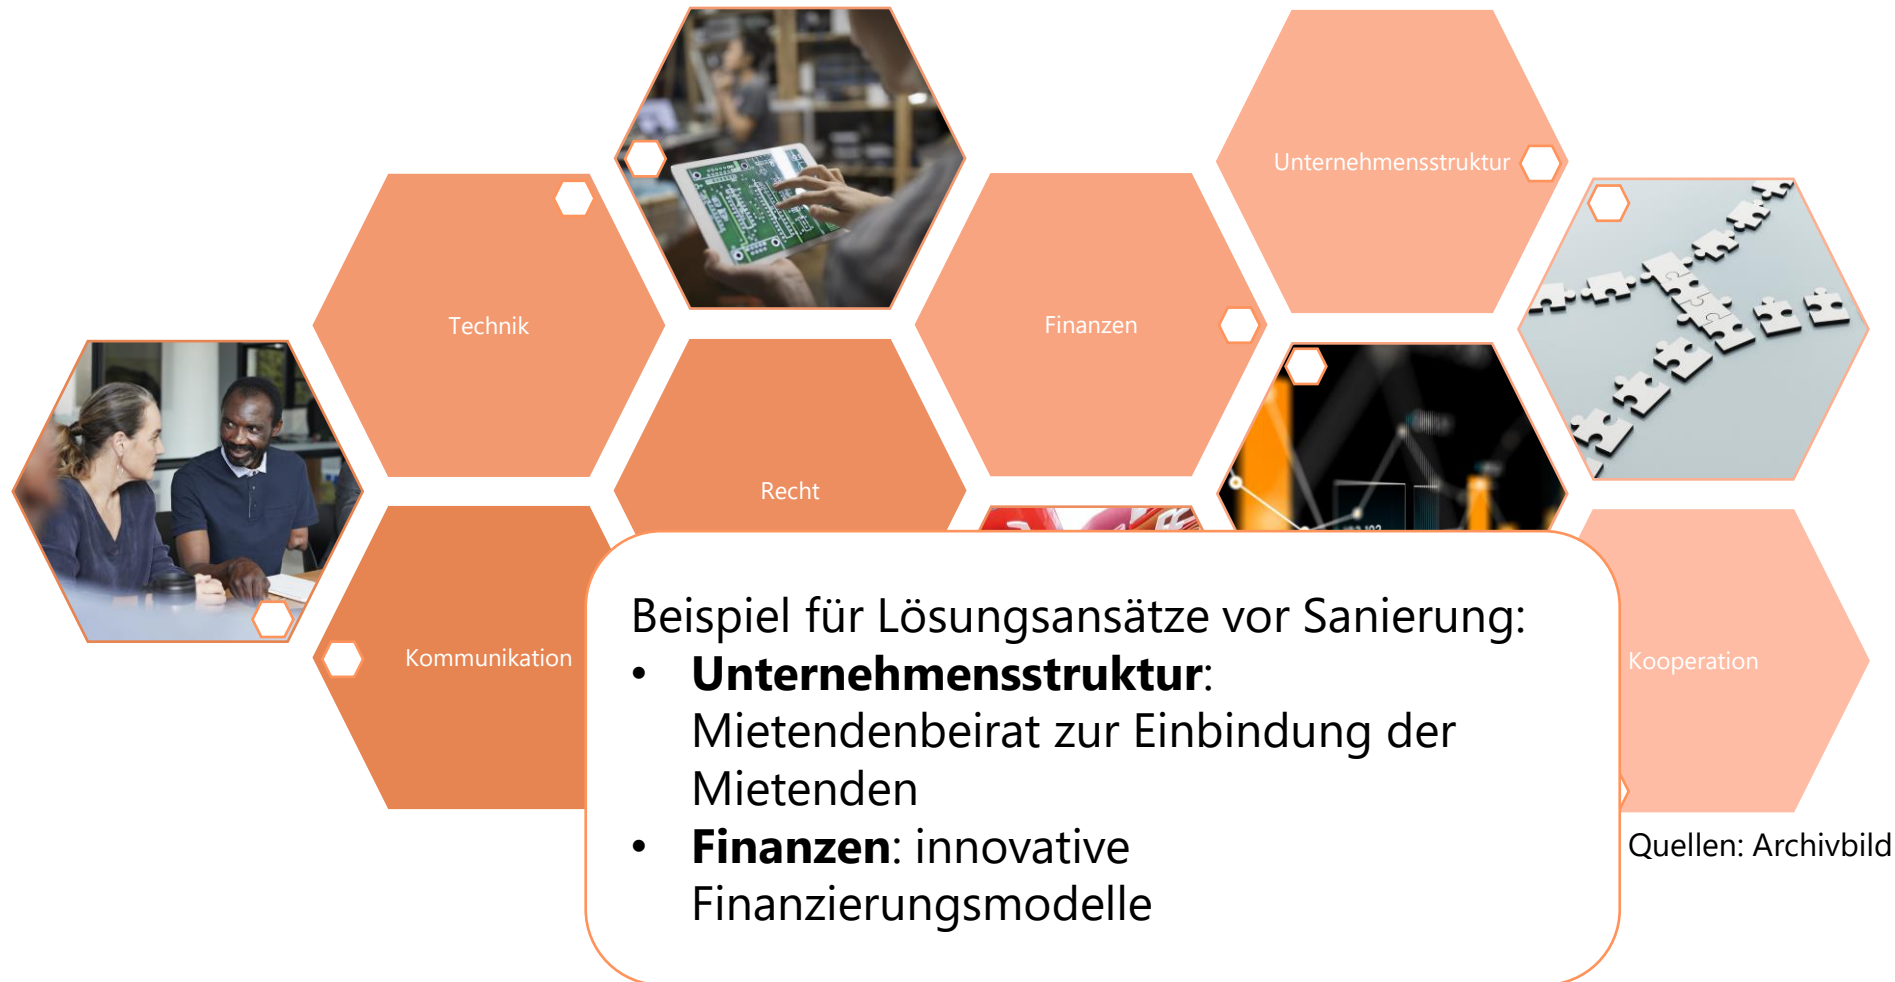 Unternehmensstruktur
Technik
Finanzen
Recht
Kommunikation
Kooperation
Beispiel für Lösungsansätze vor Sanierung:
• Unternehmensstruktur:
Mietendenbeirat zur Einbindung der
Mietenden
• Finanzen: innovative
Finanzierungsmodelle
Quellen: Archivbild